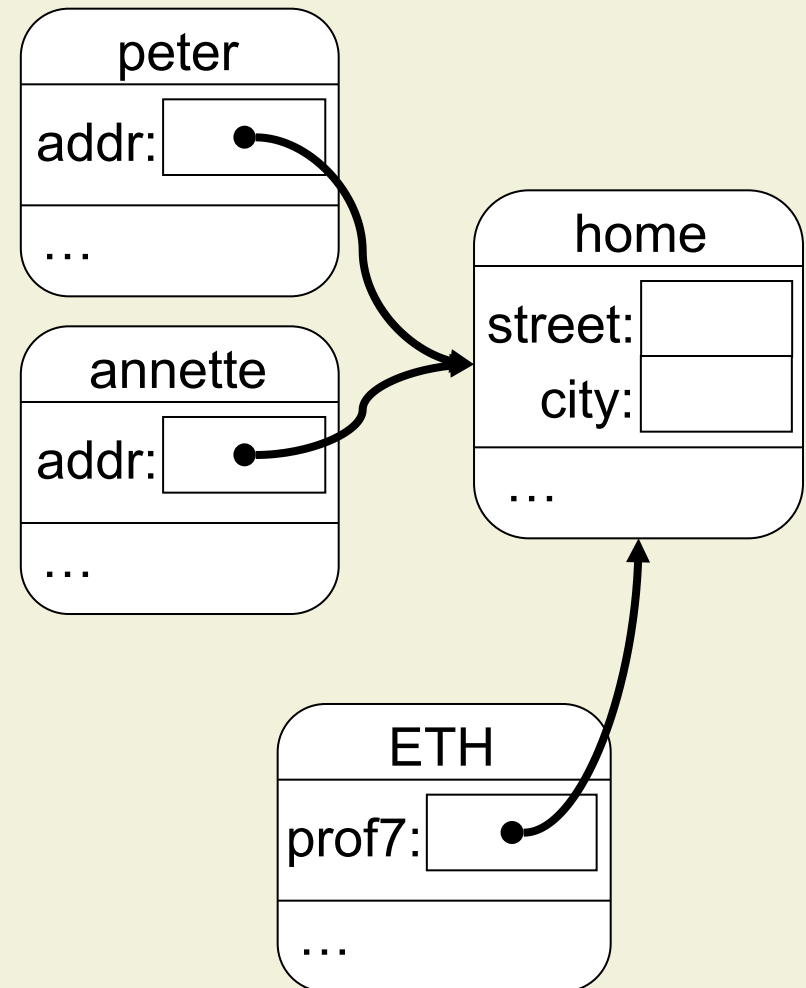 peter
addr:
…
annette
addr:
…
home
street:
city:
…
ETH
prof7:
…